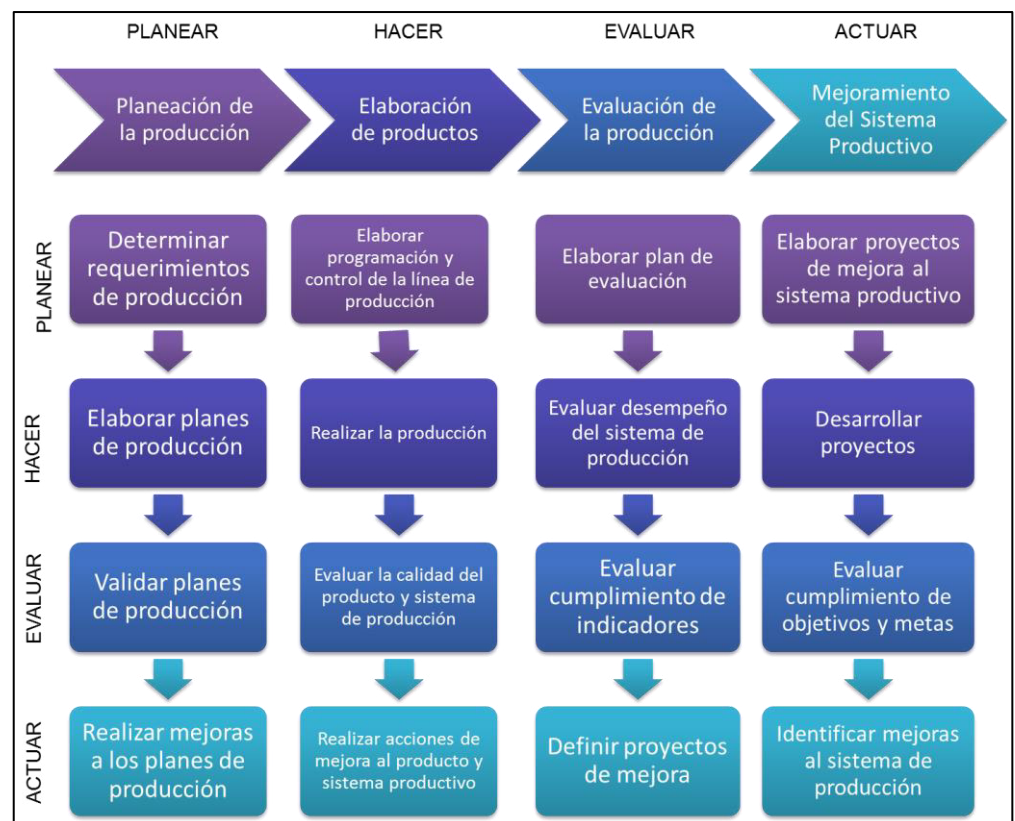 PLANEAR
HACER
EVALUAR
ACTUAR
Planeación de
la producción
Elaboración
de productos
Evaluación de
la producción
Mejoramiento
del Sistema
Productivo
PLANEAR
Determinar
requerimientos
de producción
Elaborar
programación y
control de la línea de
producción
Elaborar plan de
evaluación
Elaborar proyectos
de mejora al
sistema productivo
HACER
Elaborar planes
de producción
Realizar la producción
Evaluar desempeño
del sistema de
producción
Desarrollar
proyectos
EVALUAR
Validar planes
de producción
Evaluar la calidad del
producto y sistema
de producción
Evaluar
cumplimiento de
indicadores
Evaluar
cumplimiento de
objetivos y metas
ACTUAR
Realizar mejoras
a los planes de
producción
Realizar acciones de
mejora al producto y
sistema productivo
Definir proyectos
de mejora
Identificar mejoras
al sistema de
producción